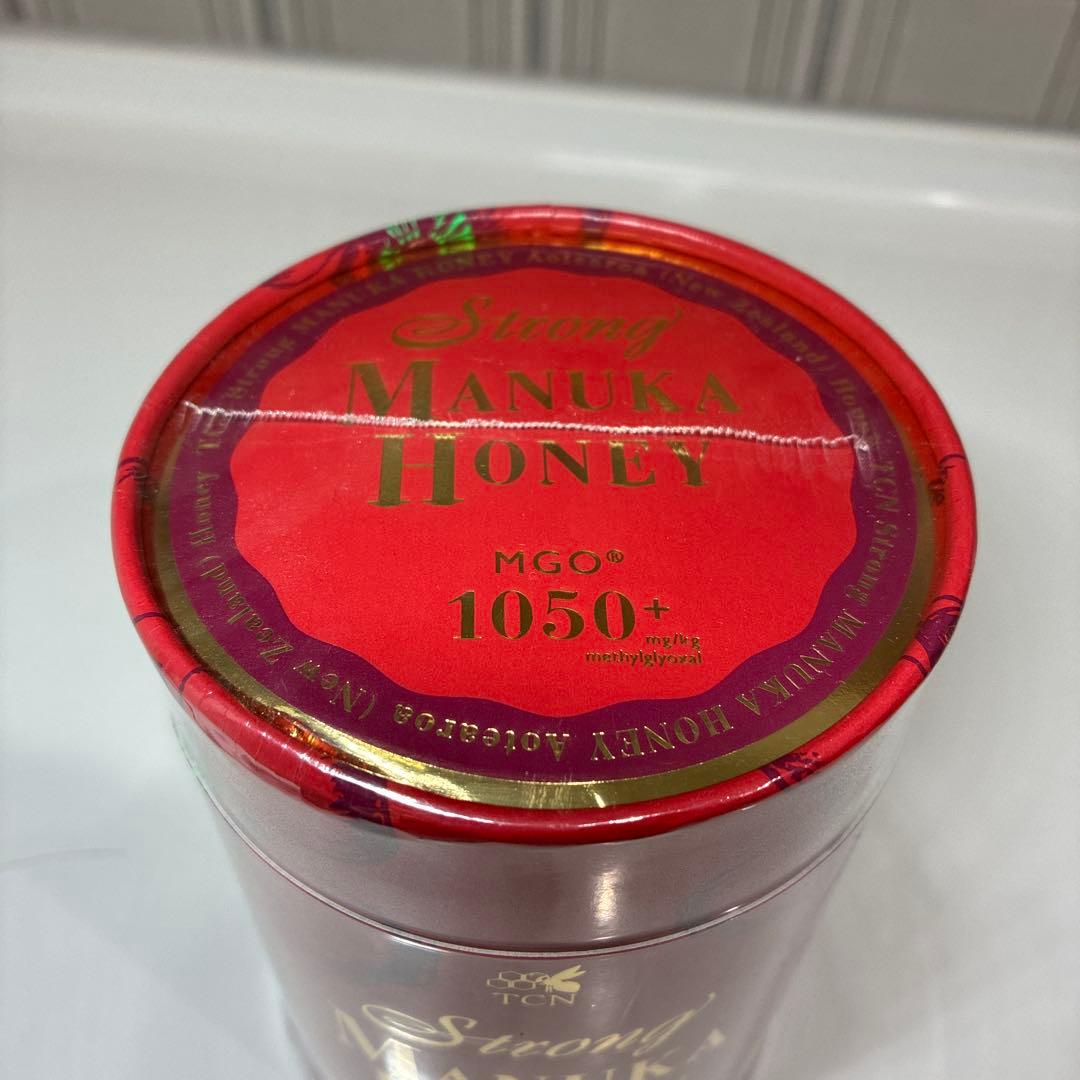 Strong
MANUKA
HONEY
MGO®
1050+
mg/kg
methylglyoxal
TCN Strong MANUKA HONEY Aotearoa (New Zealand) Honey TCN Strong MANUKA HONEY Aotearoa (New Zealand) Honey
TCN
Strong
MANUKA